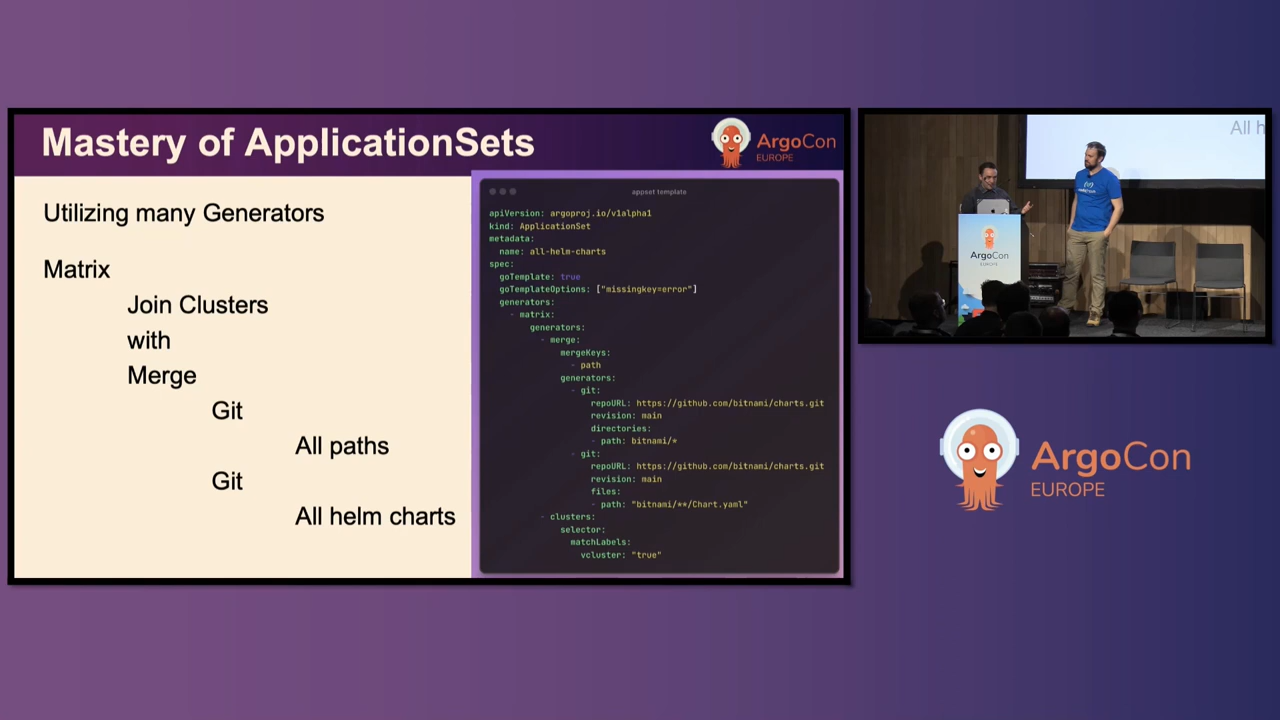 Mastery of ApplicationSets
ArgoCon
EUROPE
Utilizing many Generators
Matrix
Join Clusters
with
Merge
Git
All paths
Git
All helm charts
appset template
apiVersion: argoproj.io/v1alpha1
kind: ApplicationSet
metadata:
name: all-helm-charts
spec:
goTemplate: true
goTemplateOptions: ["missingkey=error"]
generators:
- matrix:
generators:
- merge:
mergeKeys:
- path
generators:
- git:
repoURL: https://github.com/bitnami/charts.git
revision: main
directories:
- path: bitnami/*
- git:
repoURL: https://github.com/bitnami/charts.git
revision: main
files:
- path: "bitnami/**/Chart.yaml"
- clusters:
selector:
matchLabels:
vcluster: "true"
All h
ArgoCon
EUROPE
ArgoCon
EUROPE